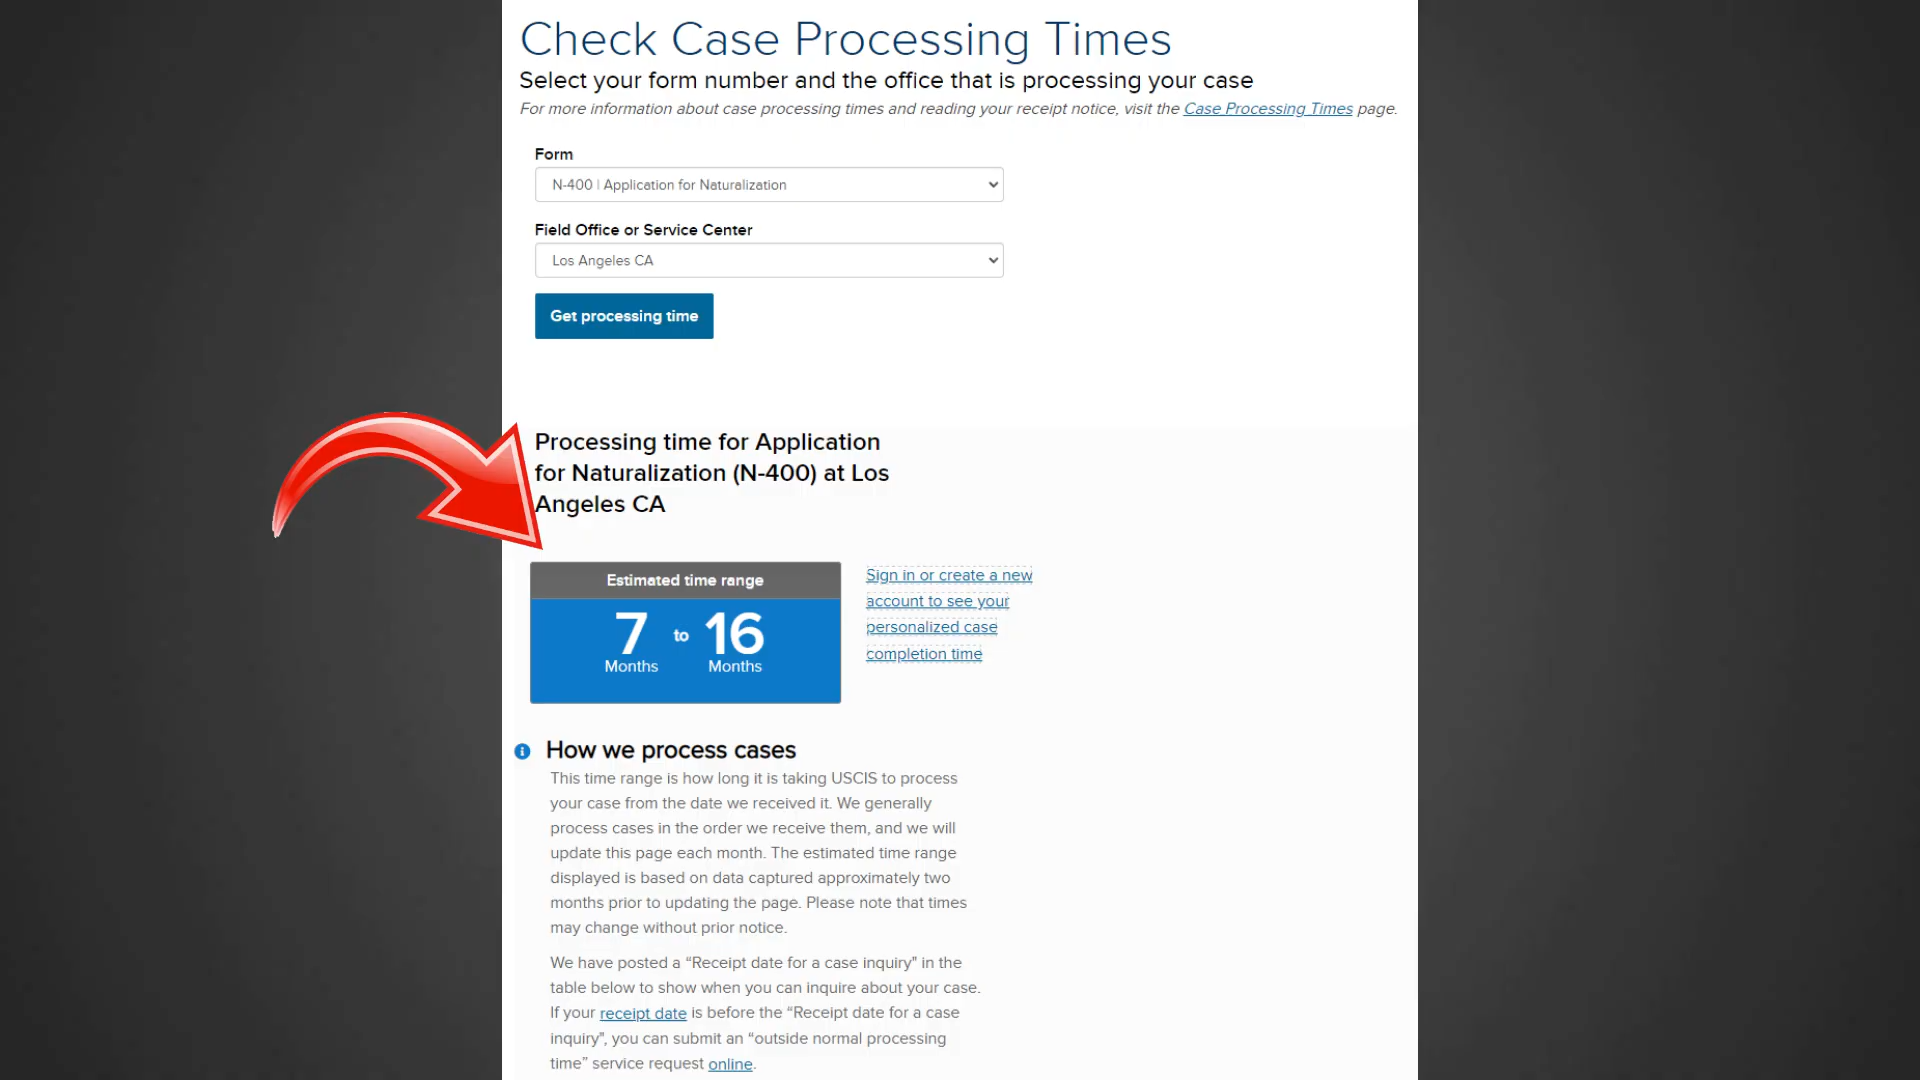 Check Case Processing Times
Select your form number and the office that is processing your case
For more information about case processing times and reading your receipt notice, visit the Case Processing Times page.
Form
N-400 | Application for Naturalization
Field Office or Service Center
Los Angeles CA
Get processing time
Processing time for Application
for Naturalization (N-400) at Los
Angeles CA
Estimated time range
7 to 16
Months Months
Sign in or create a new
account to see your
personalized case
completion time
How we process cases
This time range is how long it is taking USCIS to process
your case from the date we received it. We generally
process cases in the order we receive them, and we will
update this page each month. The estimated time range
displayed is based on data captured approximately two
months prior to updating the page. Please note that times
may change without prior notice.
We have posted a “Receipt date for a case inquiry” in the
table below to show when you can inquire about your case.
If your receipt date is before the “Receipt date for a case
inquiry”, you can submit an “outside normal processing
time” service request online.